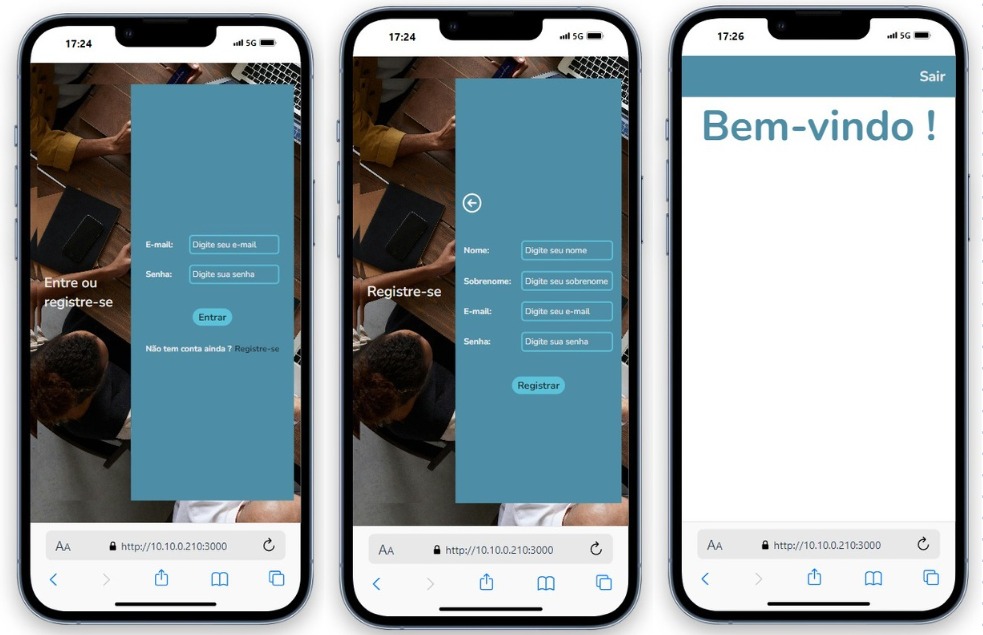 17:24
5G
E-mail:
Digite seu e-mail
Senha:
Digite sua senha
Entre ou
registre-se
Entrar
Não tem conta ainda ? Registre-se
AA
http://10.10.0.210:3000
17:24
5G
Nome:
Digite seu nome
Sobrenome:
Digite seu sobrenome
Registre-se
E-mail:
Digite seu e-mail
Senha:
Digite sua senha
Registrar
AA
http://10.10.0.210:3000
17:26
5G
Sair
Bem-vindo !
AA
http://10.10.0.210:3000